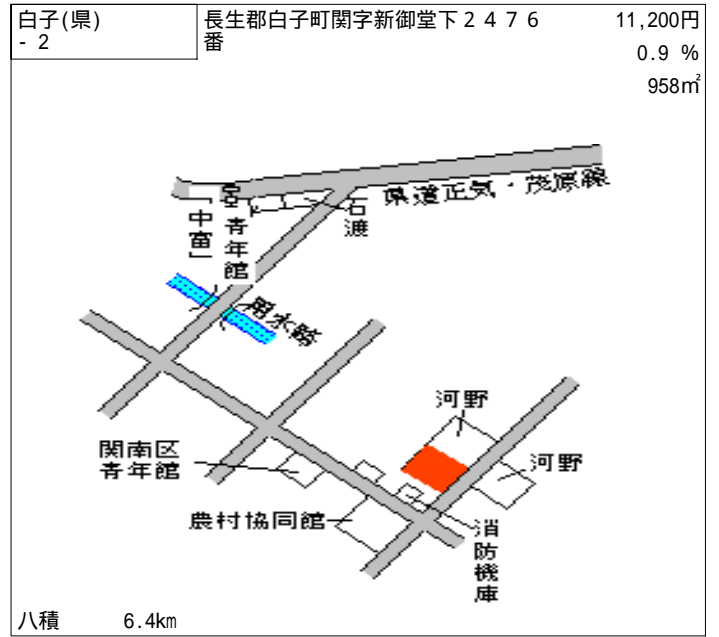 白子(県)
- 2
長生郡白子町関字新御堂下２４７６
番
11,200円
0.9 %
958㎡
県道正気・茂原線
石渡
青年館
「中富」
用水路
河野
河野
関南区
青年館
農村協同館
消防機庫
八積 6.4km